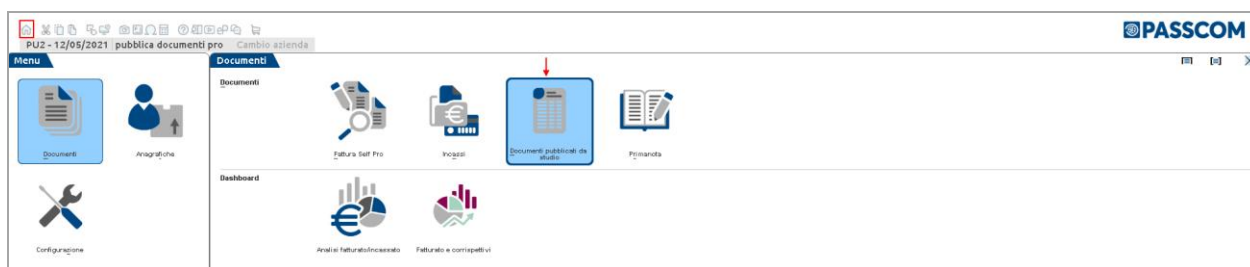 PASSCOM
PU2 - 12/05/2021 pubblica documenti pro Cambio azienda
Menu
Documenti
Anagrafiche
Configurazione
Documenti
Documenti
Fattura Self Pro
Incassi
Documenti pubblicati da
studio
Primanota
Dashboard
Analisi fatturato/incassato
Fatturato e corrispettivi